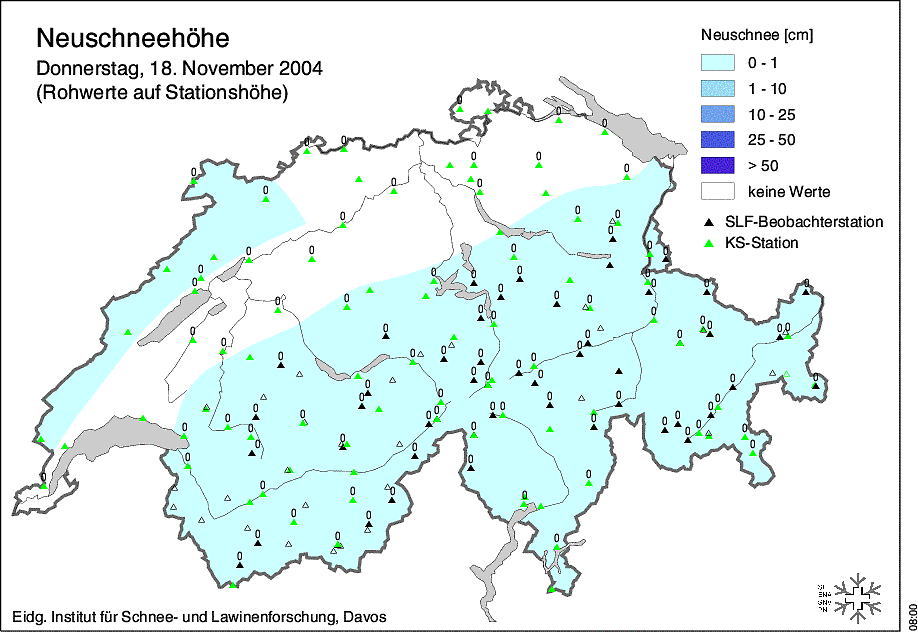 Neuschneehöhe
Donnerstag, 18. November 2004
(Rohwerte auf Stationshöhe)
Neuschnee [cm]
0 - 1
1 - 10
10 - 25
25 - 50
> 50
keine Werte
SLF-Beobachterstation
KS-Station
Eidg. Institut für Schnee- und Lawinenforschung, Davos
08:00